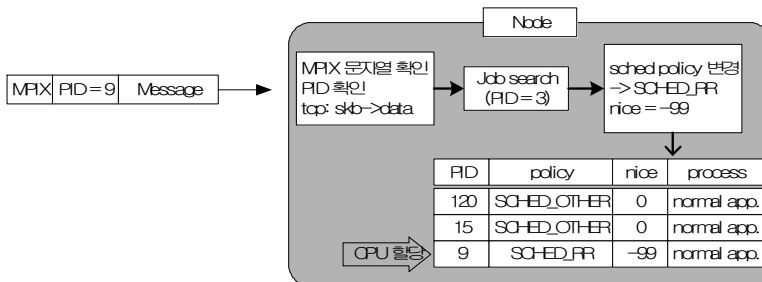 Node
MPIX PID = 9 Message
MPIX 문자열 확인
PID 확인
tcp: skb->data
Job search
(PID = 3)
sched policy 변경
-> SCHED_RR
nice = -99
PID policy nice process
120 SCHED_OTHER 0 normal app.
15 SCHED_OTHER 0 normal app.
CPU 할당 9 SCHED_RR -99 normal app.